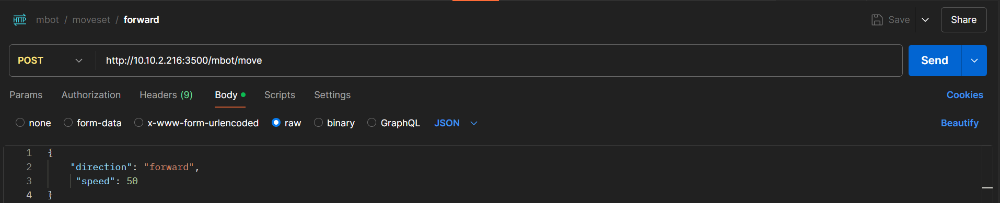 HTTP mbot / moveset / forward Save Share
POST http://10.10.2.216:3500/mbot/move Send
Params Authorization Headers (9) Body Scripts Settings Cookies
none form-data x-www-form-urlencoded raw binary GraphQL JSON Beautify
1 {
2 "direction": "forward",
3 "speed": 50
4 }